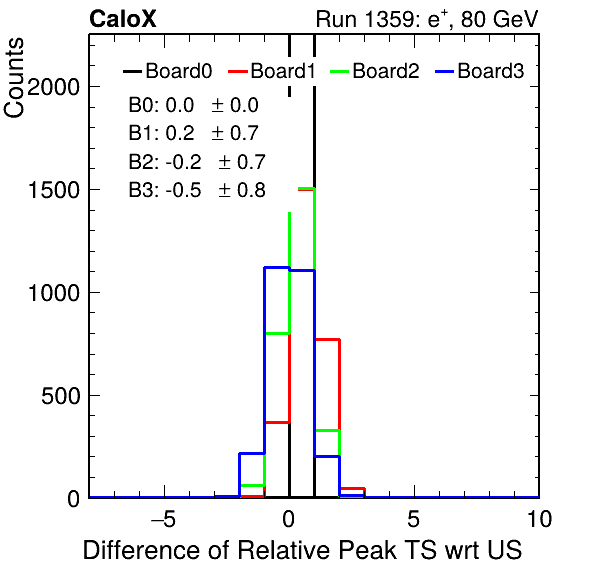 CaloX Run 1359: e+, 80 GeV
Counts
Board0 Board1 Board2 Board3
B0: 0.0 ± 0.0
B1: 0.2 ± 0.7
B2: -0.2 ± 0.7
B3: -0.5 ± 0.8
2000
1500
1000
500
0
−5 0 5 10
Difference of Relative Peak TS wrt US